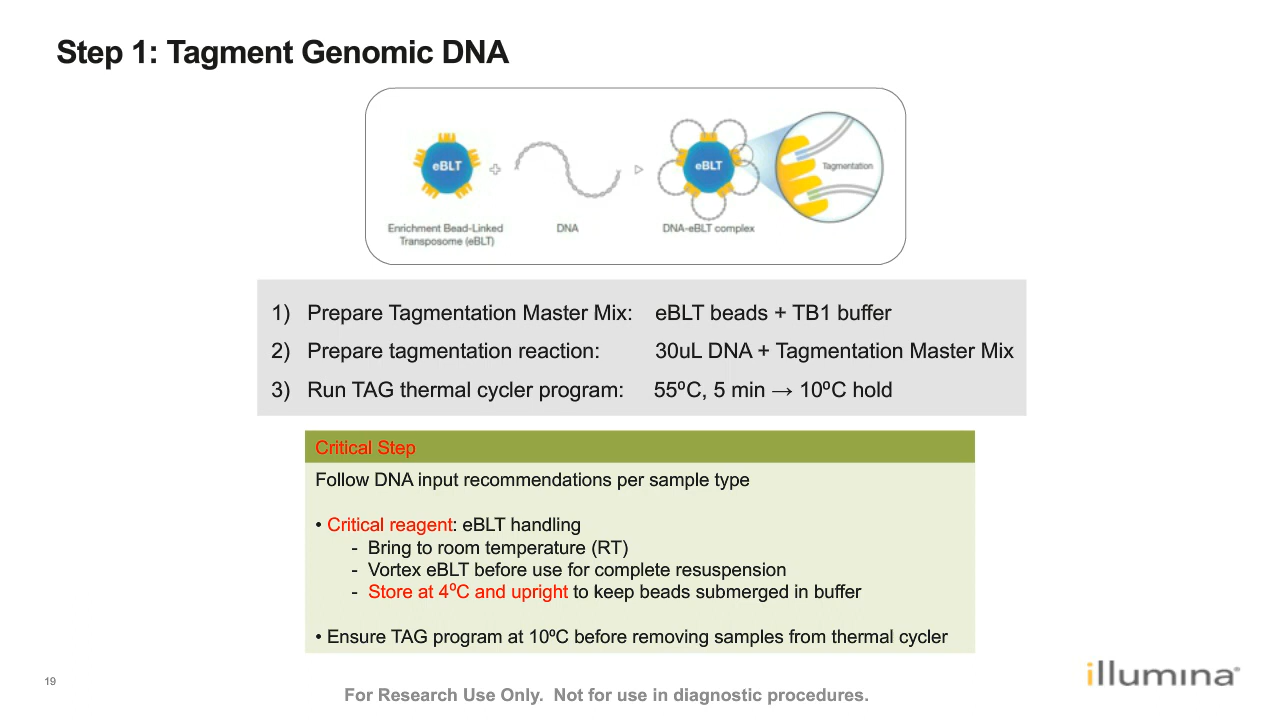 Step 1: Tagment Genomic DNA
eBLT
eBLT
Tagmentation
Enrichment Bead-Linked
Transposome (eBLT)
DNA
DNA-eBLT complex
1) Prepare Tagmentation Master Mix: eBLT beads + TB1 buffer
2) Prepare tagmentation reaction: 30uL DNA + Tagmentation Master Mix
3) Run TAG thermal cycler program: 55ºC, 5 min → 10ºC hold
Critical Step
Follow DNA input recommendations per sample type
• Critical reagent: eBLT handling
- Bring to room temperature (RT)
- Vortex eBLT before use for complete resuspension
- Store at 4ºC and upright to keep beads submerged in buffer
• Ensure TAG program at 10ºC before removing samples from thermal cycler
19
For Research Use Only. Not for use in diagnostic procedures.
illumina®